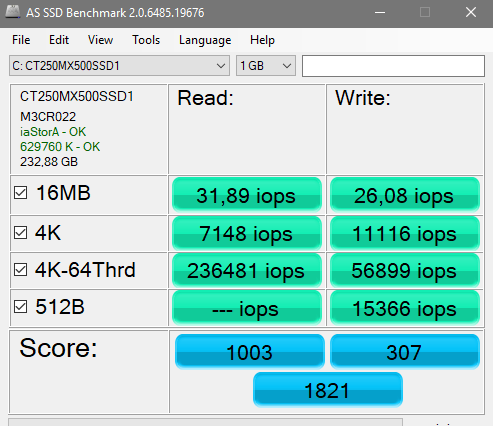 AS SSD Benchmark 2.0.6485.19676
File Edit View Tools Language Help
C: CT250MX500SSD1 1 GB
CT250MX500SSD1
M3CR022
iaStorA - OK
629760 K - OK
232,88 GB
Read: Write:
16MB 31,89 iops 26,08 iops
4K 7148 iops 11116 iops
4K-64Thrd 236481 iops 56899 iops
512B --- iops 15366 iops
Score: 1003 307
1821